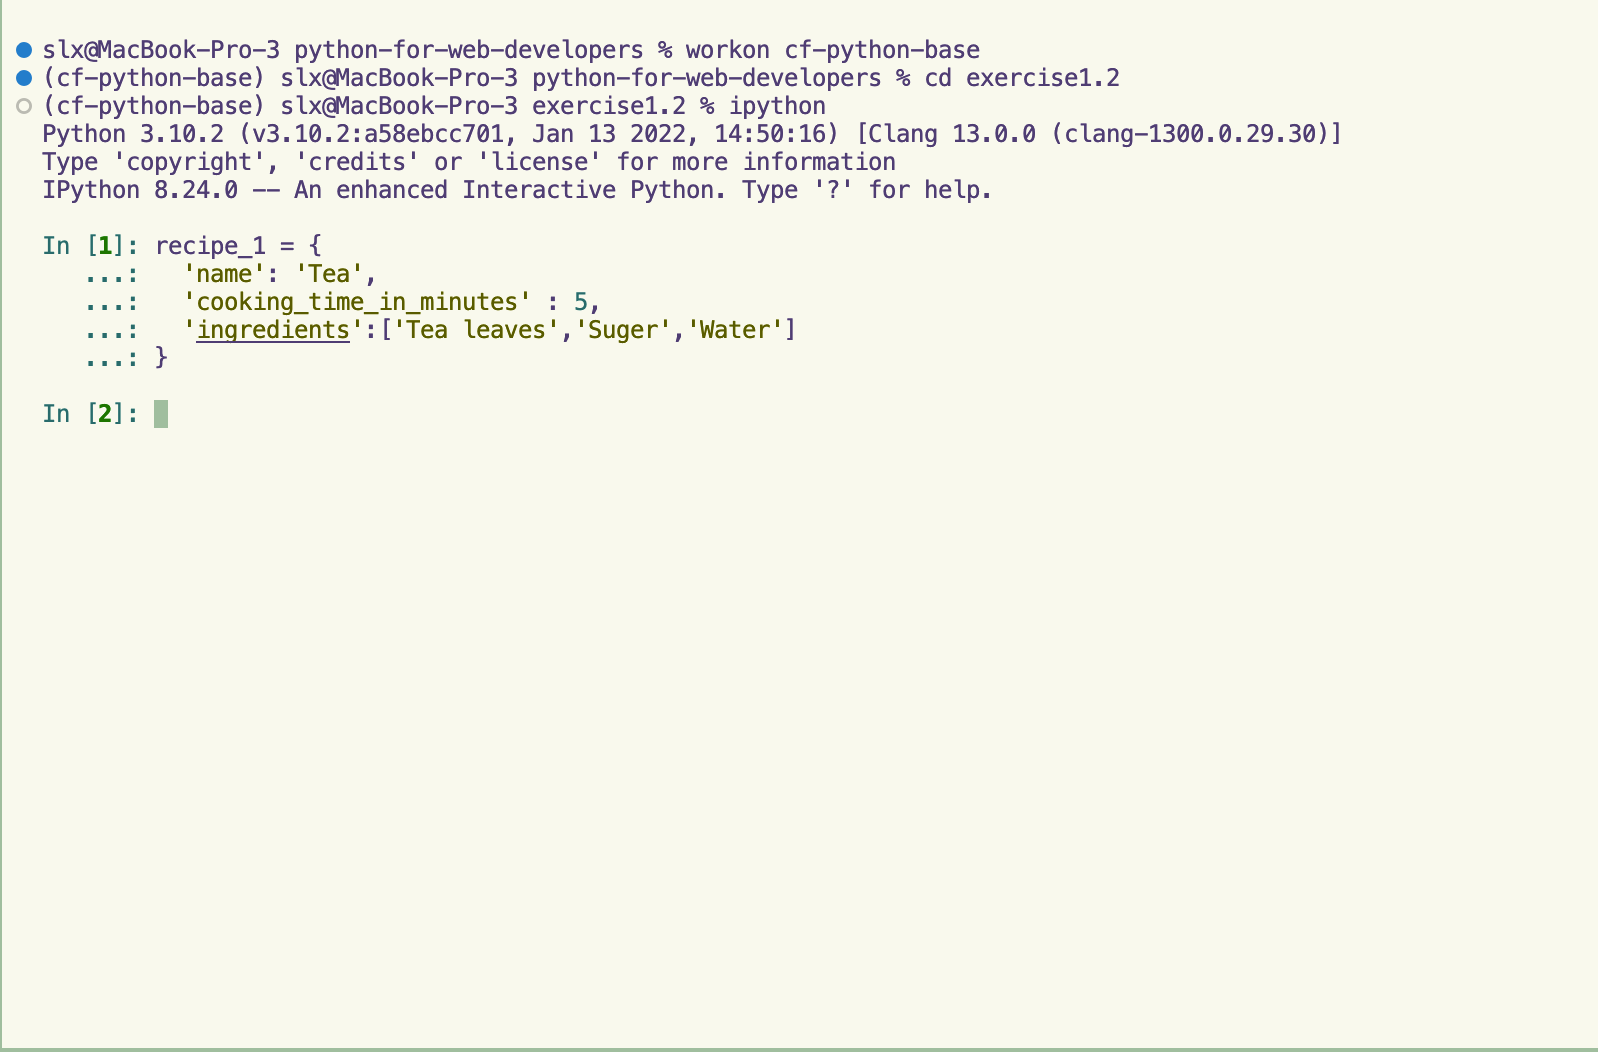 slx@MacBook-Pro-3 python-for-web-developers % workon cf-python-base
(cf-python-base) slx@MacBook-Pro-3 python-for-web-developers % cd exercise1.2
(cf-python-base) slx@MacBook-Pro-3 exercise1.2 % ipython
Python 3.10.2 (v3.10.2:a58ebcc701, Jan 13 2022, 14:50:16) [Clang 13.0.0 (clang-1300.0.29.30)]
Type 'copyright', 'credits' or 'license' for more information
IPython 8.24.0 -- An enhanced Interactive Python. Type '?' for help.
In [1]: recipe_1 = {
...:   'name': 'Tea',
...:   'cooking_time_in_minutes' : 5,
...:   'ingredients':['Tea leaves','Suger','Water']
...: }
In [2]: